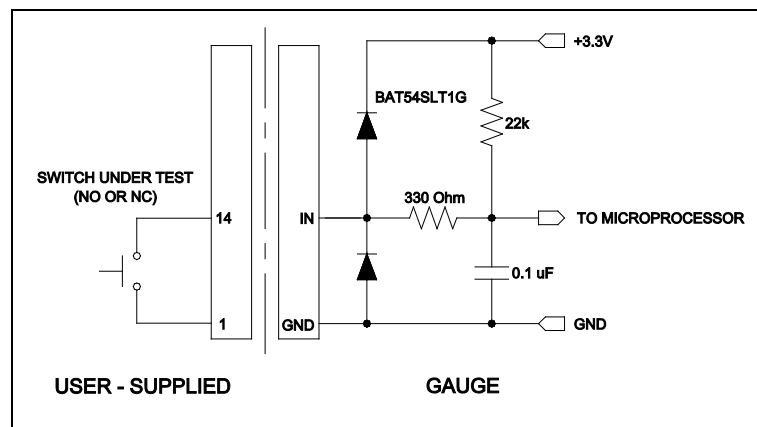 +3.3V
BAT54SLT1G
22k
SWITCH UNDER TEST
(NO OR NC)
330 Ohm
14
IN
TO MICROPROCESSOR
0.1 uF
1
GND
GND
USER - SUPPLIED
GAUGE